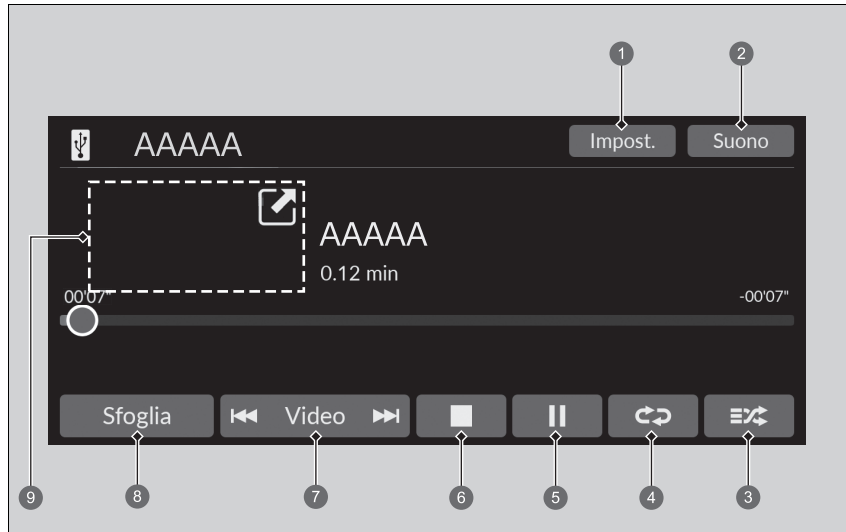 1 2
AAAAA Impost. Suono
AAAAA
0.12 min
00'07" -00'07"
Sfoglia Video
9 8 7 6 5 4 3